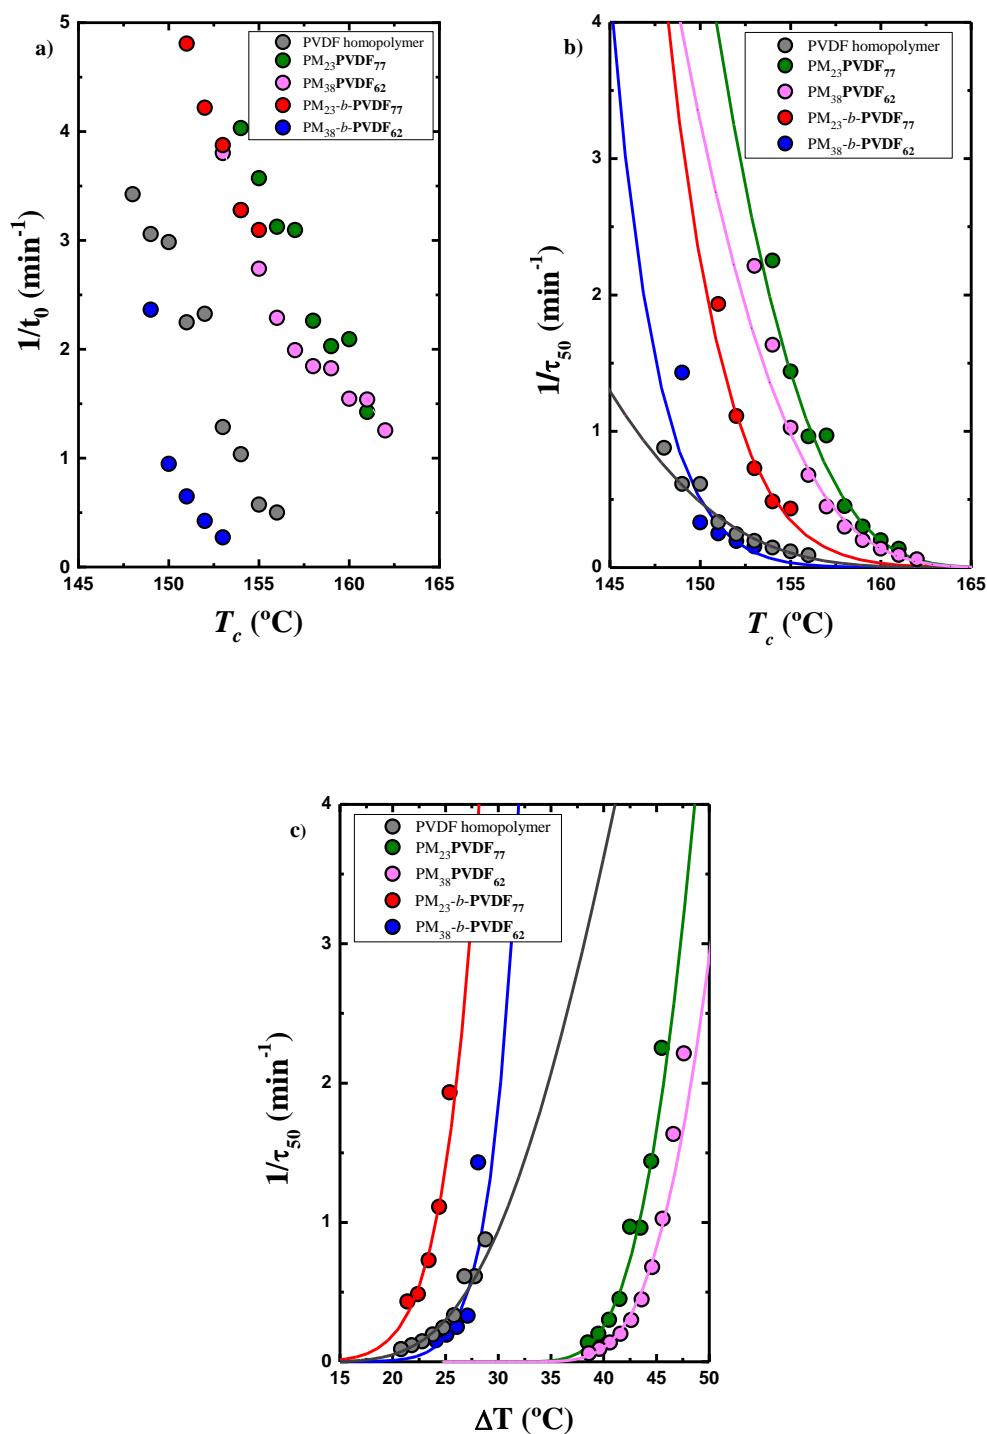 a)
PVDF homopolymer
PM23PVDF77
PM38PVDF62
PM23-b-PVDF77
PM38-b-PVDF62
5
4
3
2
1
0
145 150 155 160 165
1/t0 (min-1)
Tc (ºC)
b)
PVDF homopolymer
PM23PVDF77
PM38PVDF62
PM23-b-PVDF77
PM38-b-PVDF62
4
3
2
1
0
145 150 155 160 165
1/τ50 (min-1)
Tc (ºC)
c)
PVDF homopolymer
PM23PVDF77
PM38PVDF62
PM23-b-PVDF77
PM38-b-PVDF62
4
3
2
1
0
15 20 25 30 35 40 45 50
1/τ50 (min-1)
ΔT (ºC)